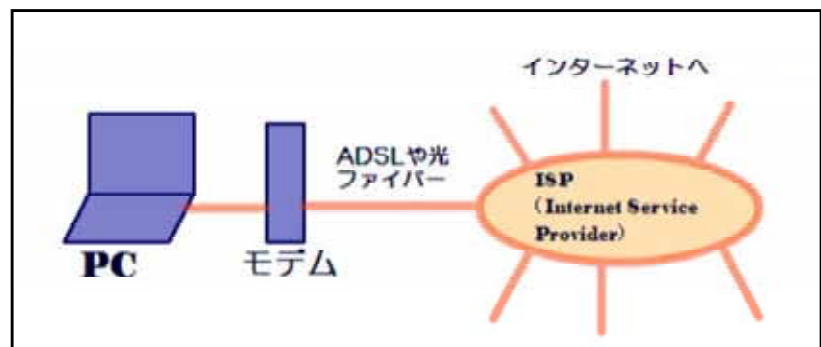 インターネットへ
ADSLや光
ファイバー
ISP
（Internet Service
Provider）
PC
モデム